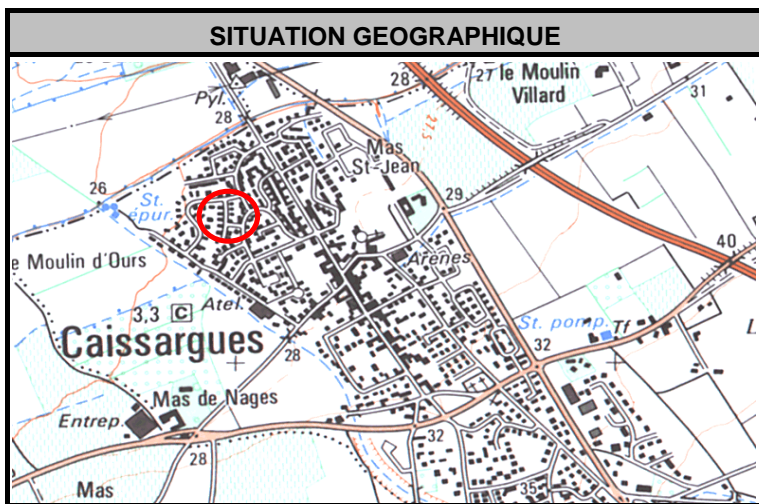 SITUATION GEOGRAPHIQUE
28
27 le Moulin
Villard
31
Pyl.
28
27,5
Mas
St-Jean
26
St.
épur.
29
e Moulin d'Ours
Arènes
40
Atel.
3.3 C
St. pomp.
Tf
L
Caissargues
28
32
Mas de Nages
Entrep.
32
28
35
Mas